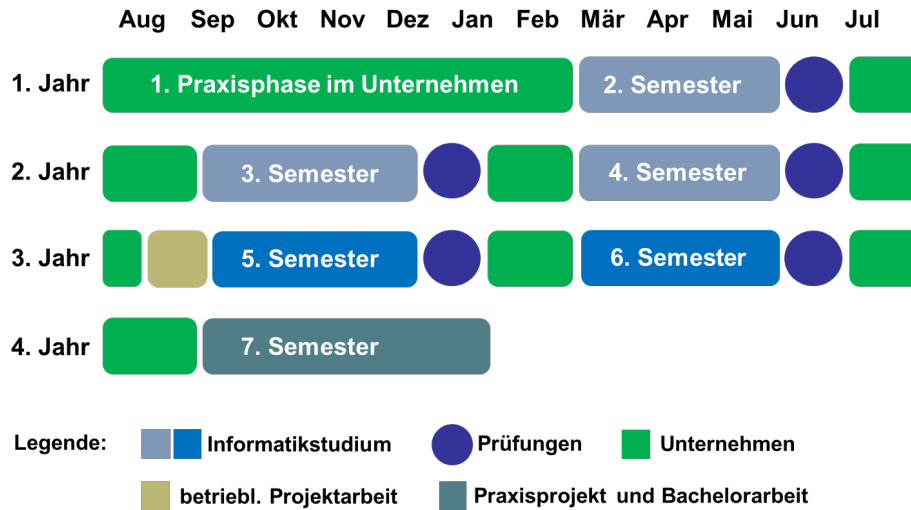 Aug Sep Okt Nov Dez Jan Feb Mär Apr Mai Jun Jul
1. Jahr 1. Praxisphase im Unternehmen 2. Semester
2. Jahr 3. Semester 4. Semester
3. Jahr 5. Semester 6. Semester
4. Jahr 7. Semester
Legende: Informatikstudium Prüfungen Unternehmen
betriebl. Projektarbeit Praxisprojekt und Bachelorarbeit